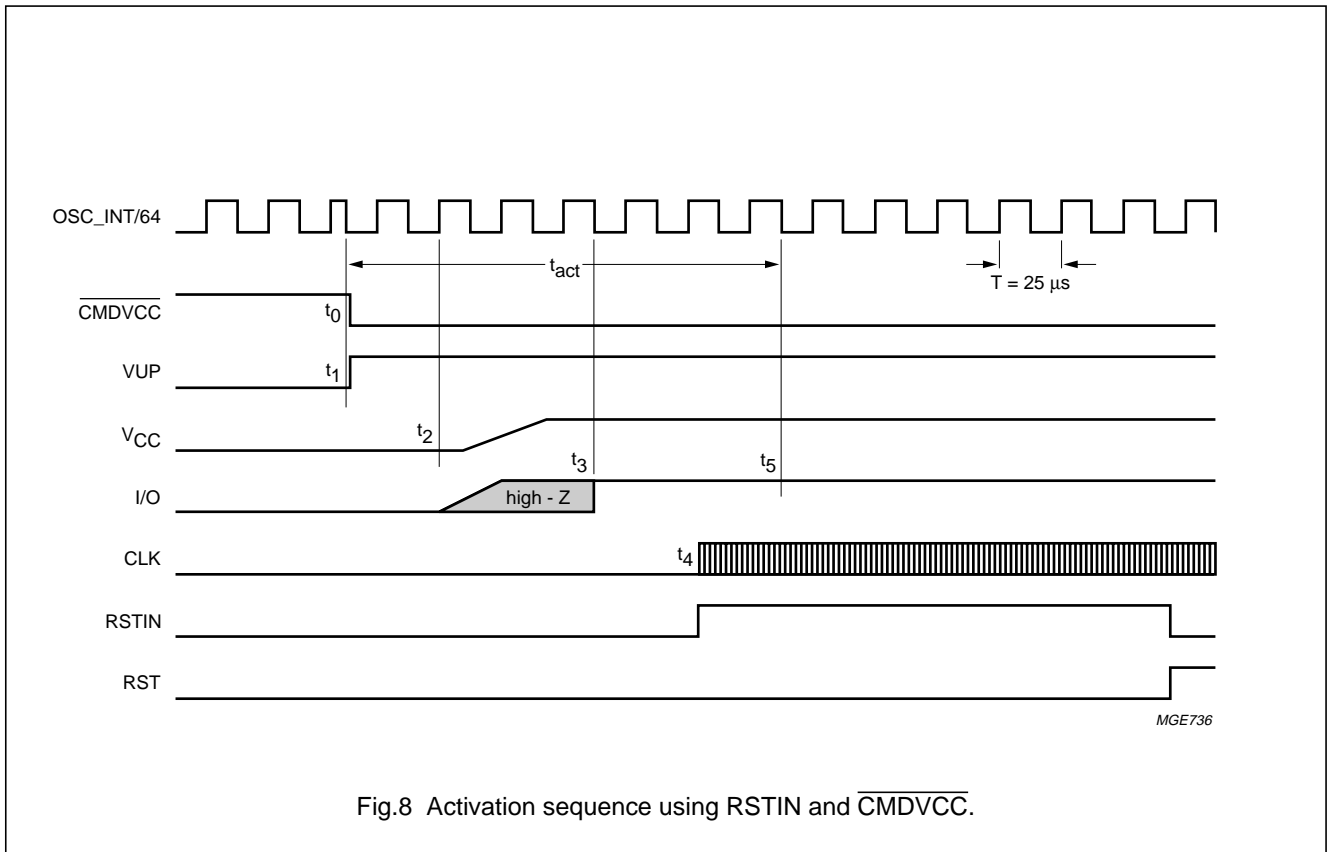 OSC_INT/64
tact
T = 25 µs
CMDVCC
t0
VUP
t1
VCC
t2
t3
t5
I/O
high - Z
CLK
t4
RSTIN
RST
MGE736
Fig.8 Activation sequence using RSTIN and CMDVCC.